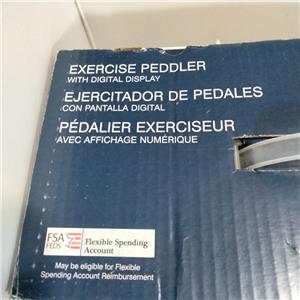 EXERCISE PEDDLER
WITH DIGITAL DISPLAY
EJERCITADOR DE PEDALES
CON PANTALLA DIGITAL
PÉDALIER EXERCISEUR
AVEC AFFICHAGE NUMÉRIQUE
FSA
FEDS
Flexible Spending
Account
May be eligible for Flexible
Spending Account Reimbursement